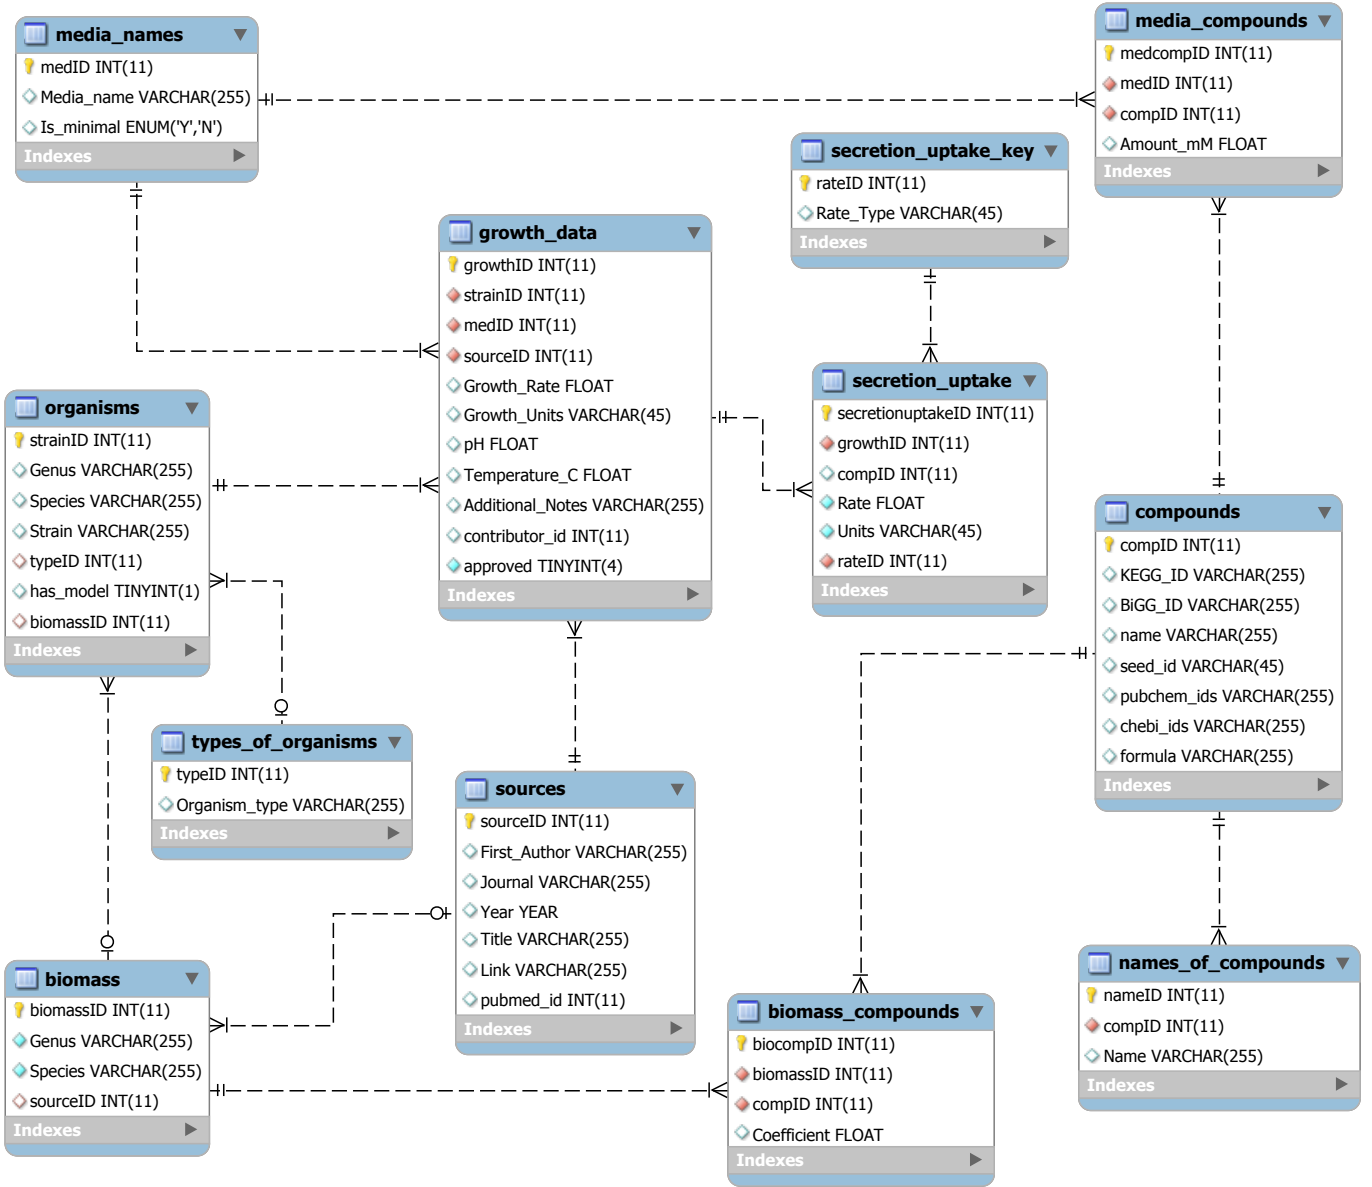 media_names
medID INT(11)
Media_name VARCHAR(255)
Is_minimal ENUM('Y','N')
Indexes
media_compounds
medcompID INT(11)
medID INT(11)
compID INT(11)
Amount_mM FLOAT
Indexes
secretion_uptake_key
rateID INT(11)
Rate_Type VARCHAR(45)
Indexes
growth_data
growthID INT(11)
strainID INT(11)
medID INT(11)
sourceID INT(11)
Growth_Rate FLOAT
Growth_Units VARCHAR(45)
pH FLOAT
Temperature_C FLOAT
Additional_Notes VARCHAR(255)
contributor_id INT(11)
approved TINYINT(4)
Indexes
secretion_uptake
secretionuptakeID INT(11)
growthID INT(11)
compID INT(11)
Rate FLOAT
Units VARCHAR(45)
rateID INT(11)
Indexes
organisms
strainID INT(11)
Genus VARCHAR(255)
Species VARCHAR(255)
Strain VARCHAR(255)
typeID INT(11)
has_model TINYINT(1)
biomassID INT(11)
Indexes
compounds
compID INT(11)
KEGG_ID VARCHAR(255)
BiGG_ID VARCHAR(255)
name VARCHAR(255)
seed_id VARCHAR(45)
pubchem_ids VARCHAR(255)
chebi_ids VARCHAR(255)
formula VARCHAR(255)
Indexes
types_of_organisms
typeID INT(11)
Organism_type VARCHAR(255)
Indexes
sources
sourceID INT(11)
First_Author VARCHAR(255)
Journal VARCHAR(255)
Year YEAR
Title VARCHAR(255)
Link VARCHAR(255)
pubmed_id INT(11)
Indexes
biomass
biomassID INT(11)
Genus VARCHAR(255)
Species VARCHAR(255)
sourceID INT(11)
Indexes
biomass_compounds
biocompID INT(11)
biomassID INT(11)
compID INT(11)
Coefficient FLOAT
Indexes
names_of_compounds
nameID INT(11)
compID INT(11)
Name VARCHAR(255)
Indexes